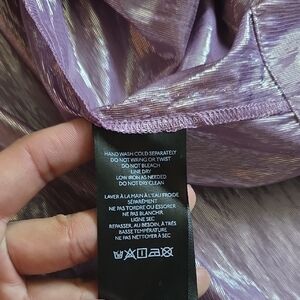 HAND WASH COLD SEPARATELY
DO NOT WRING OR TWIST
DO NOT BLEACH
LINE DRY
LOW IRON AS NEEDED
DO NOT DRY CLEAN
LAVER À LA MAIN À L'EAU FROIDE
SÉPARÉMENT
NE PAS TORDRE OU ESSORER
NE PAS BLANCHIR
LIGNE SEC
REPASSER, AU BESOIN, À TRÈS
BASSE TEMPÉRATURE
NE PAS NETTOYER À SEC